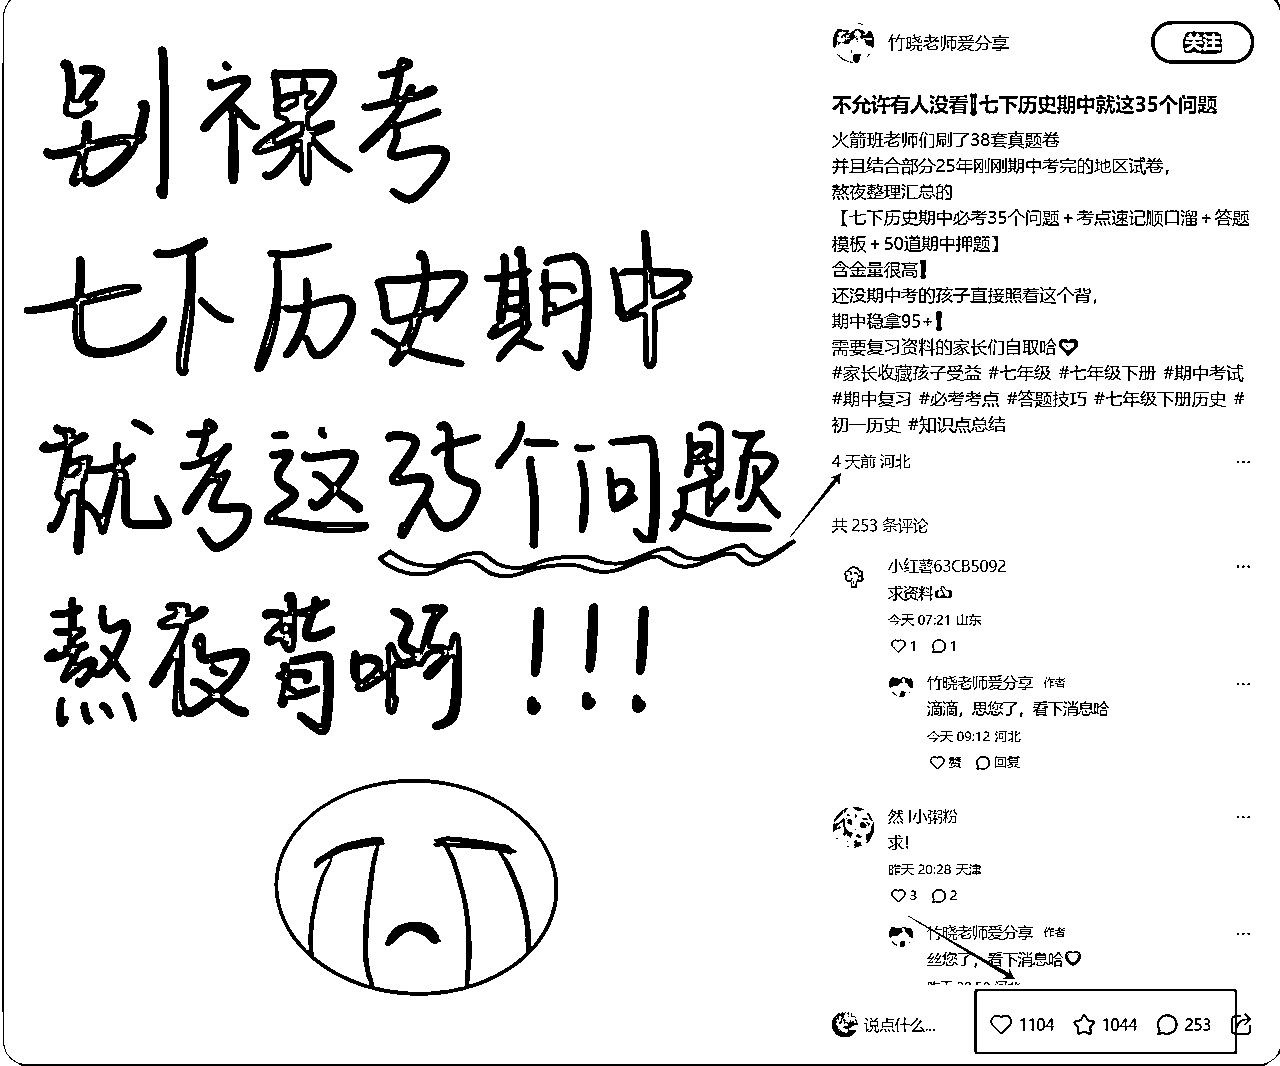 别裸考
七下历史期中
就考这35个问题
熬夜背啊!!!
竹晓老师爱分享
关注
不允许有人没看!七下历史期中就这35个问题
火箭班老师们刷了38套真题卷
并且结合部分25年刚刚期中考完的地区试卷,
熬夜整理汇总的
【七下历史期中必考35个问题+考点速记顺口溜+答题
模板+50道期中押题】
含金量很高!
还没期中考的孩子直接照着这个背,
期中稳拿95+!
需要复习资料的家长们自取哈
#家长收藏孩子受益 #七年级 #七年级下册 #期中考试
#期中复习 #必考考点 #答题技巧 #七年级下册历史 #
初一历史 #知识点总结
4 天前 河北
共 253 条评论
小红薯63CB5092
求资料
今天 07:21 山东
1 1
竹晓老师爱分享 作者
滴滴，思您了，看下消息哈
今天 09:12 河北
赞 回复
然 I小粥粉
求!
昨天 20:28 天津
3 2
竹晓老师爱分享 作者
丝您了，看下消息哈
说点什么...
1104 1044 253